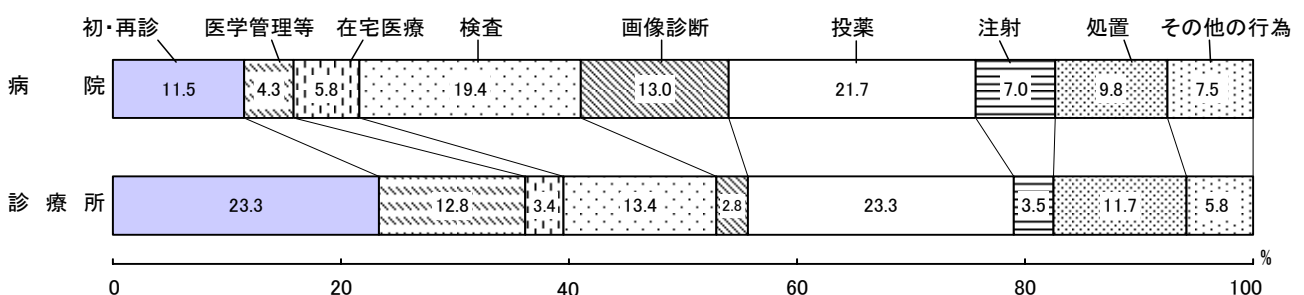 初・再診 医学管理等 在宅医療 検査 画像診断 投薬 注射 処置 その他の行為
病院 11.5 4.3 5.8 19.4 13.0 21.7 7.0 9.8 7.5
診療所 23.3 12.8 3.4 13.4 2.8 23.3 3.5 11.7 5.8
%
0 20 40 60 80 100